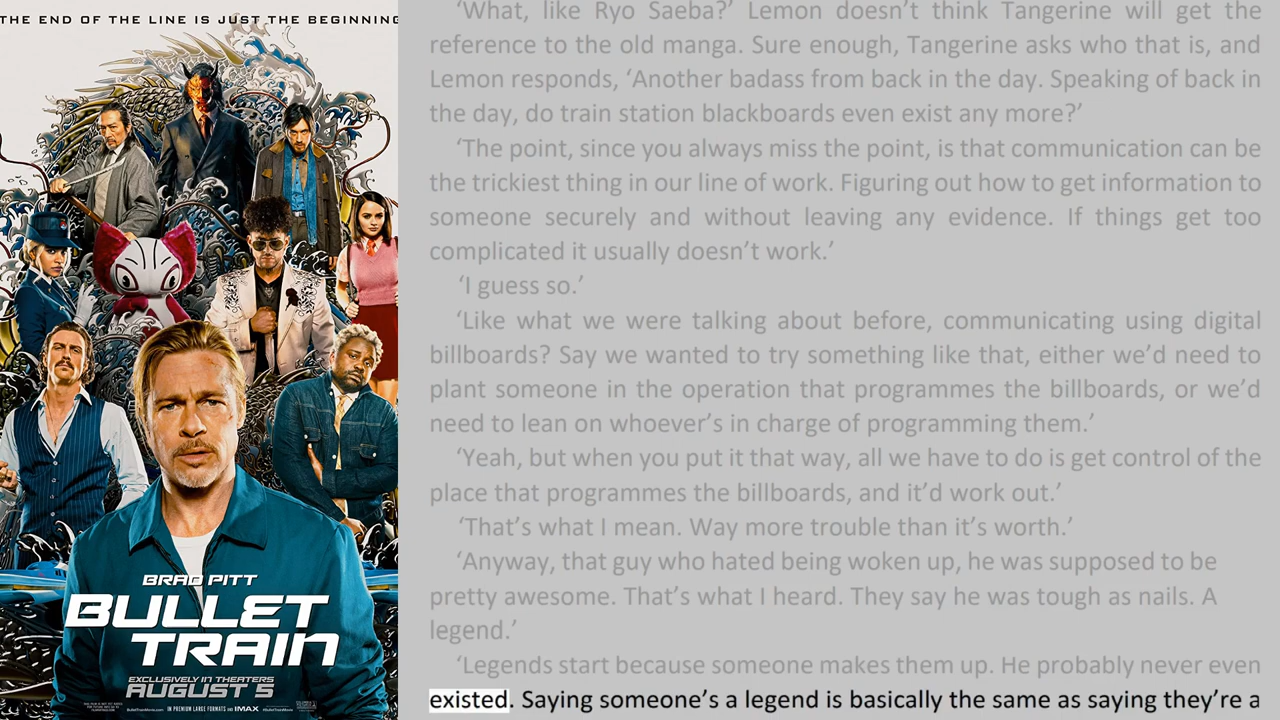 THE END OF THE LINE IS JUST THE BEGINNING
BRAD PITT
BULLET
TRAIN
EXCLUSIVELY IN THEATERS
AUGUST 5
IN PREMIUM LARGE FORMATS AND IMAX
‘What, like Ryo Saeba?’ Lemon doesn’t think Tangerine will get the
reference to the old manga. Sure enough, Tangerine asks who that is, and
Lemon responds, ‘Another badass from back in the day. Speaking of back in
the day, do train station blackboards even exist any more?’
‘The point, since you always miss the point, is that communication can be
the trickiest thing in our line of work. Figuring out how to get information to
someone securely and without leaving any evidence. If things get too
complicated it usually doesn’t work.’
‘I guess so.’
‘Like what we were talking about before, communicating using digital
billboards? Say we wanted to try something like that, either we’d need to
plant someone in the operation that programmes the billboards, or we’d
need to lean on whoever’s in charge of programming them.’
‘Yeah, but when you put it that way, all we have to do is get control of the
place that programmes the billboards, and it’d work out.’
‘That’s what I mean. Way more trouble than it’s worth.’
‘Anyway, that guy who hated being woken up, he was supposed to be
pretty awesome. That’s what I heard. They say he was tough as nails. A
legend.’
‘Legends start because someone makes them up. He probably never even
existed. Saying someone’s a legend is basically the same as saying they’re a